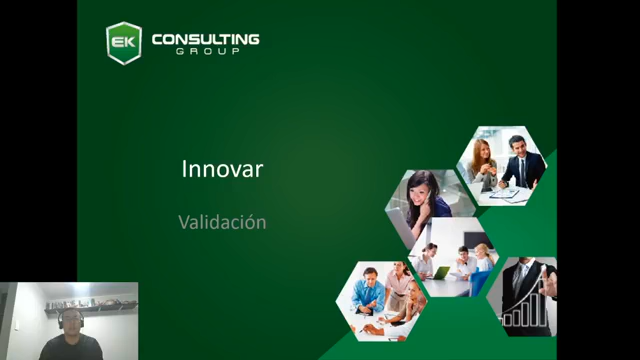 EK
CONSULTING
GROUP
Innovar
Validación